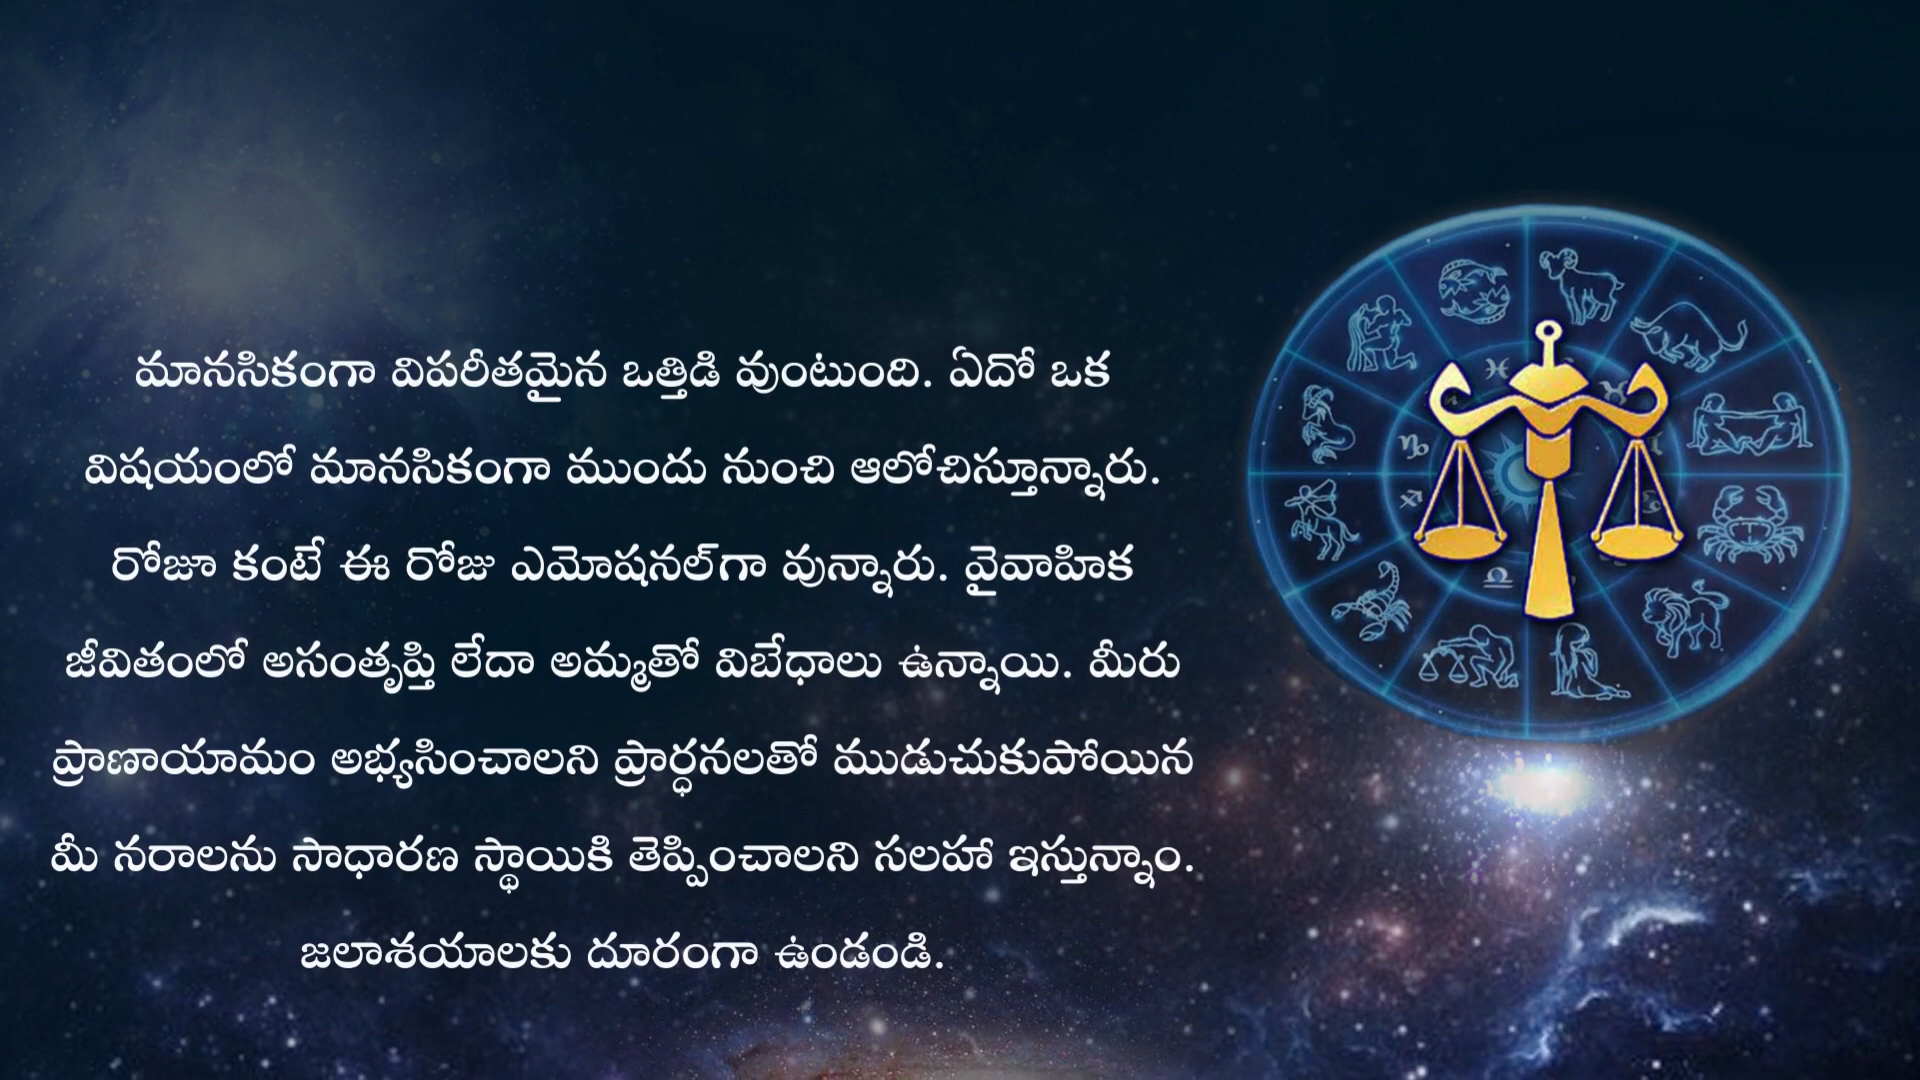 మానసికంగా విపరీతమైన ఒత్తిడి వుంటుంది. ఏదో ఒక
విషయంలో మానసికంగా ముందు నుంచి ఆలోచిస్తూన్నారు.
రోజూ కంటే ఈ రోజు ఎమోషనల్‌గా వున్నారు. వైవాహిక
జీవితంలో అసంతృప్తి లేదా అమ్మతో విబేధాలు ఉన్నాయి. మీరు
ప్రాణాయామం అభ్యసించాలని ప్రార్ధనలతో ముడుచుకుపోయిన
మీ నరాలను సాధారణ స్థాయికి తెప్పించాలని సలహా ఇస్తున్నాం.
జలాశయాలకు దూరంగా ఉండండి.